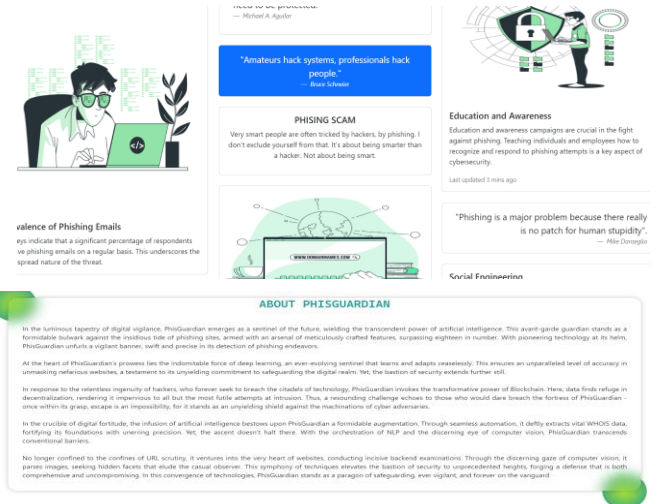 need to be protected.
— Michael A. Aguilar
"Amateurs hack systems, professionals hack
people."
— Bruce Schneier
PHISING SCAM
Very smart people are often tricked by hackers, by phishing. I
don't exclude yourself from that. It's about being smarter than
a hacker. Not about being smart.
</>
valence of Phishing Emails
eys indicate that a significant percentage of respondents
ve phishing emails on a regular basis. This underscores the
spread nature of the threat.
Education and Awareness
Education and awareness campaigns are crucial in the fight
against phishing. Teaching individuals and employees how to
recognize and respond to phishing attempts is a key aspect of
cybersecurity.
Last updated 3 mins ago
"Phishing is a major problem because there really
is no patch for human stupidity".
— Mike Danseglio
Social Engineering
ABOUT PHISGUARDIAN
In the luminous tapestry of digital vigilance, PhisGuardian emerges as a sentinel of the future, wielding the transcendent power of artificial intelligence. This avant-garde guardian stands as a
formidable bulwark against the insidious tide of phishing sites, armed with an arsenal of meticulously crafted features, surpassing eighteen in number. With pioneering technology at its helm,
PhisGuardian unfurls a vigilant banner, swift and precise in its detection of phishing endeavors.
At the heart of PhisGuardian's prowess lies the indomitable force of deep learning, an ever-evolving sentinel that learns and adapts ceaselessly. This ensures an unparalleled level of accuracy in
unmasking nefarious websites, a testament to its unyielding commitment to safeguarding the digital realm. Yet, the bastion of security extends further still.
In response to the relentless ingenuity of hackers, who forever seek to breach the citadels of technology, PhisGuardian invokes the transformative power of Blockchain. Here, data finds refuge in
decentralization, rendering it impervious to all but the most futile attempts at intrusion. Thus, a resounding challenge echoes to those who would dare breach the fortress of PhisGuardian -
once within its grasp, escape is an impossibility, for it stands as an unyielding shield against the machinations of cyber adversaries.
In the crucible of digital fortitude, the infusion of artificial intelligence bestows upon PhisGuardian a formidable augmentation. Through seamless automation, it deftly extracts vital WHOIS data,
fortifying its foundations with unerring precision. Yet, the ascent doesn't halt there. With the orchestration of NLP and the discerning eye of computer vision, PhisGuardian transcends
conventional barriers.
No longer confined to the confines of URL scrutiny, it ventures into the very heart of websites, conducting incisive backend examinations. Through the discerning gaze of computer vision, it
parses images, seeking hidden facets that elude the casual observer. This symphony of techniques elevates the bastion of security to unprecedented heights, forging a defense that is both
comprehensive and uncompromising. In this convergence of technologies, PhisGuardian stands as a paragon of safeguarding, ever vigilant, and forever on the vanguard